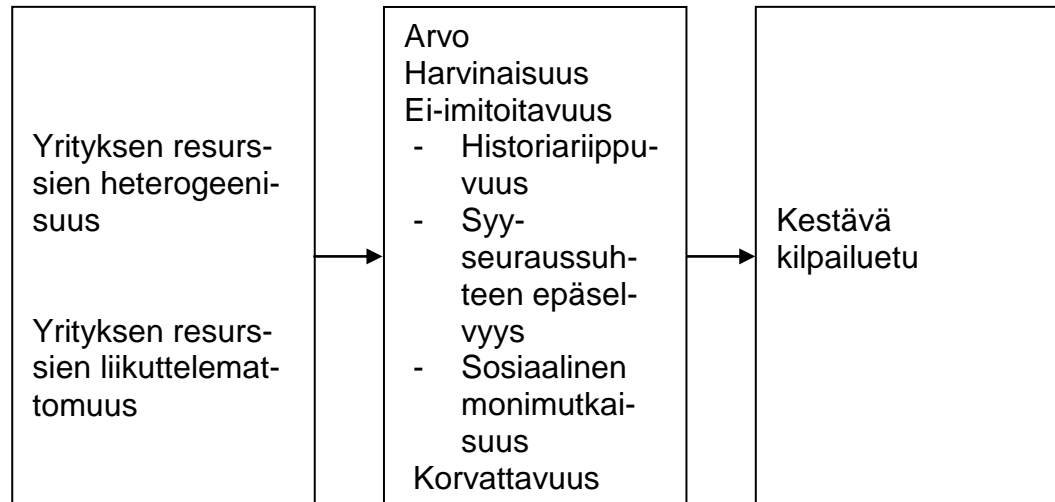 Yrityksen resurs-
sien heterogeeni-
suus
Yrityksen resurs-
sien liikuttelemat-
tomuus
Arvo
Harvinaisuus
Ei-imitoitavuus
- Historiariippu-
vuus
- Syy-
seuraussuh-
teen epäsel-
vyys
- Sosiaalinen
monimutkai-
suus
Korvattavuus
Kestävä
kilpailuetu